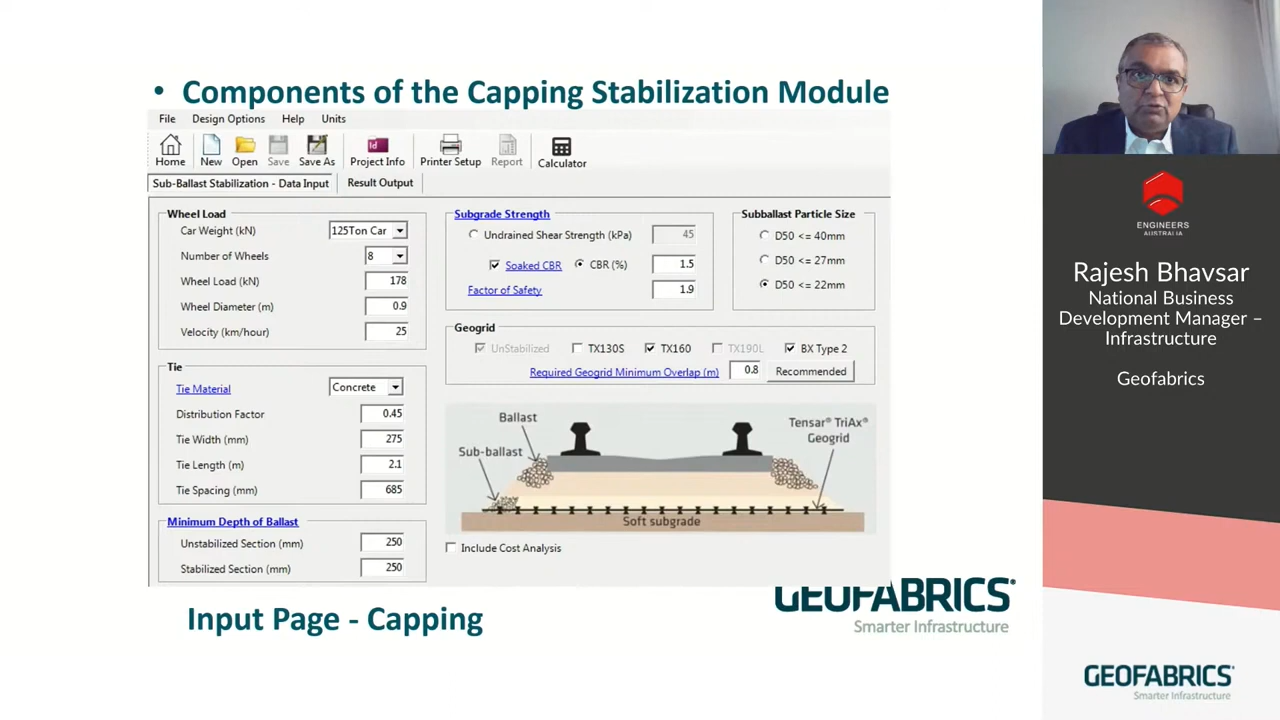 • Components of the Capping Stabilization Module
File Design Options Help Units
Home New Open Save Save As Project Info Printer Setup Report Calculator
Sub-Ballast Stabilization - Data Input Result Output
Wheel Load
Car Weight (kN) 125Ton Car
Number of Wheels 8
Wheel Load (kN) 178
Wheel Diameter (m) 0.9
Velocity (km/hour) 25
Tie
Tie Material Concrete
Distribution Factor 0.45
Tie Width (mm) 275
Tie Length (m) 2.1
Tie Spacing (mm) 685
Minimum Depth of Ballast
Unstabilized Section (mm) 250
Stabilized Section (mm) 250
Subgrade Strength
Undrained Shear Strength (kPa) 45
Soaked CBR CBR (%) 1.5
Factor of Safety 1.9
Subballast Particle Size
D50 <= 40mm
D50 <= 27mm
D50 <= 22mm
Geogrid
UnStabilized TX130S TX160 TX190L BX Type 2
Required Geogrid Minimum Overlap (m) 0.8 Recommended
Ballast
Sub-ballast
Tensar® TriAx®
Geogrid
Soft subgrade
Include Cost Analysis
Input Page - Capping
GEOFABRICS®
Smarter Infrastructure
ENGINEERS
AUSTRALIA
Rajesh Bhavsar
National Business
Development Manager –
Infrastructure
Geofabrics
GEOFABRICS®
Smarter Infrastructure